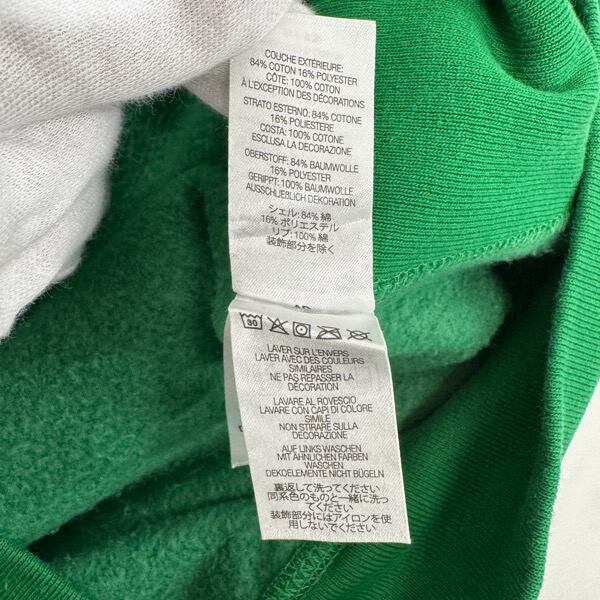 COUCHE EXTÉRIEURE:
84% COTON 16% POLYESTER
CÔTE: 100% COTON
À L'EXCEPTION DES DÉCORATIONS
STRATO ESTERNO: 84% COTONE
16% POLIESTERE
COSTA: 100% COTONE
ESCLUSA LA DECORAZIONE
OBERSTOFF: 84% BAUMWOLLE
16% POLYESTER
GERIPPT: 100% BAUMWOLLE
AUSSCHLIEßLICH DEKORATION
シェル: 84% 綿
16% ポリエステル
リブ: 100% 綿
装飾部分を除く
30
LAVER SUR L'ENVERS
LAVER AVEC DES COULEURS
SIMILAIRES
NE PAS REPASSER LA
DÉCORATION
LAVARE AL ROVESCIO
LAVARE CON CAPI DI COLORE
SIMILE
NON STIRARE SULLA
DECORAZIONE
AUF LINKS WASCHEN
MIT ÄHNLICHEN FARBEN
WASCHEN
DEKOELEMENTE NICHT BÜGELN
裏返して洗ってください
同系色のものと一緒に洗っ
てください
装飾部分にはアイロンを使
用しないでください